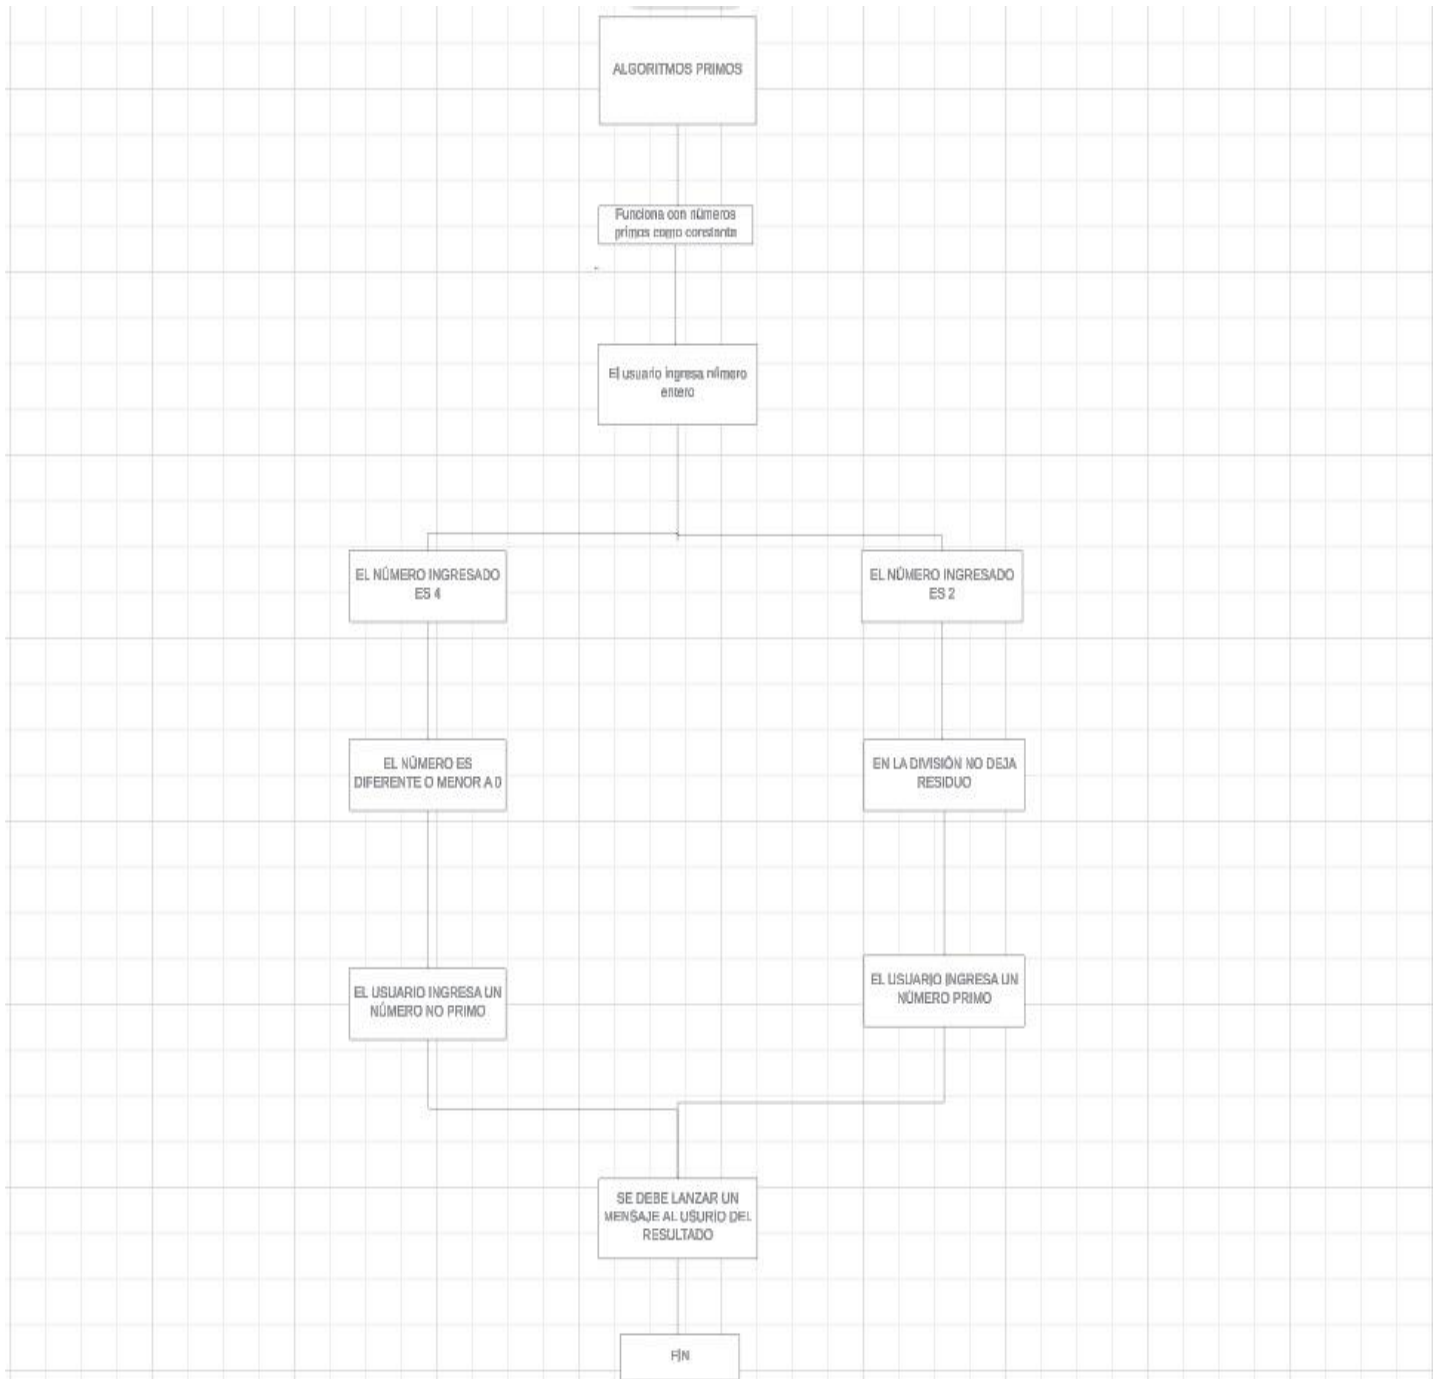 ALGORITMOS PRIMOS
Funciona con números
primos como constante
El usuario ingresa número
entero
EL NÚMERO INGRESADO
ES 4
EL NÚMERO INGRESADO
ES 2
EL NÚMERO ES
DIFERENTE O MENOR A 0
EN LA DIVISIÓN NO DEJA
RESIDUO
EL USUARIO INGRESA UN
NÚMERO NO PRIMO
EL USUARIO INGRESA UN
NÚMERO PRIMO
SE DEBE LANZAR UN
MENSAJE AL USURIO DEL
RESULTADO
FIN